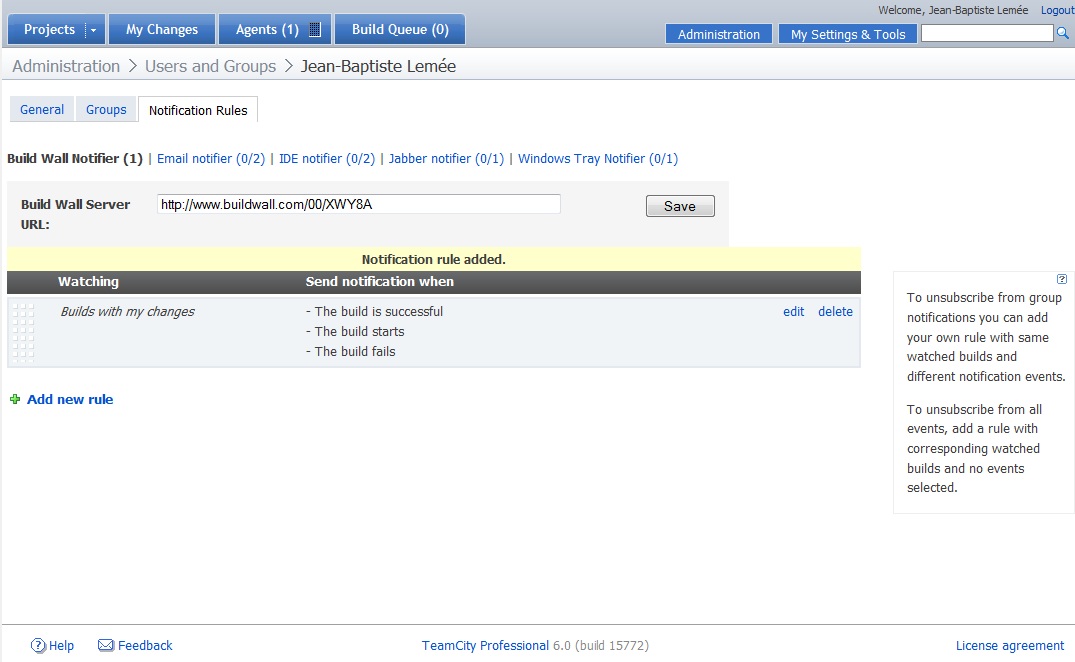 Welcome, Jean-Baptiste Lemée Logout
Projects My Changes Agents (1) Build Queue (0) Administration My Settings & Tools
Administration > Users and Groups > Jean-Baptiste Lemée
General Groups Notification Rules
Build Wall Notifier (1) | Email notifier (0/2) | IDE notifier (0/2) | Jabber notifier (0/1) | Windows Tray Notifier (0/1)
Build Wall Server URL: http://www.buildwall.com/00/XWY8A Save
Notification rule added.
Watching Send notification when
Builds with my changes - The build is successful edit delete
- The build starts
- The build fails
Add new rule
?
To unsubscribe from group
notifications you can add
your own rule with same
watched builds and
different notification events.
To unsubscribe from all
events, add a rule with
corresponding watched
builds and no events
selected.
? Help Feedback TeamCity Professional 6.0 (build 15772) License agreement